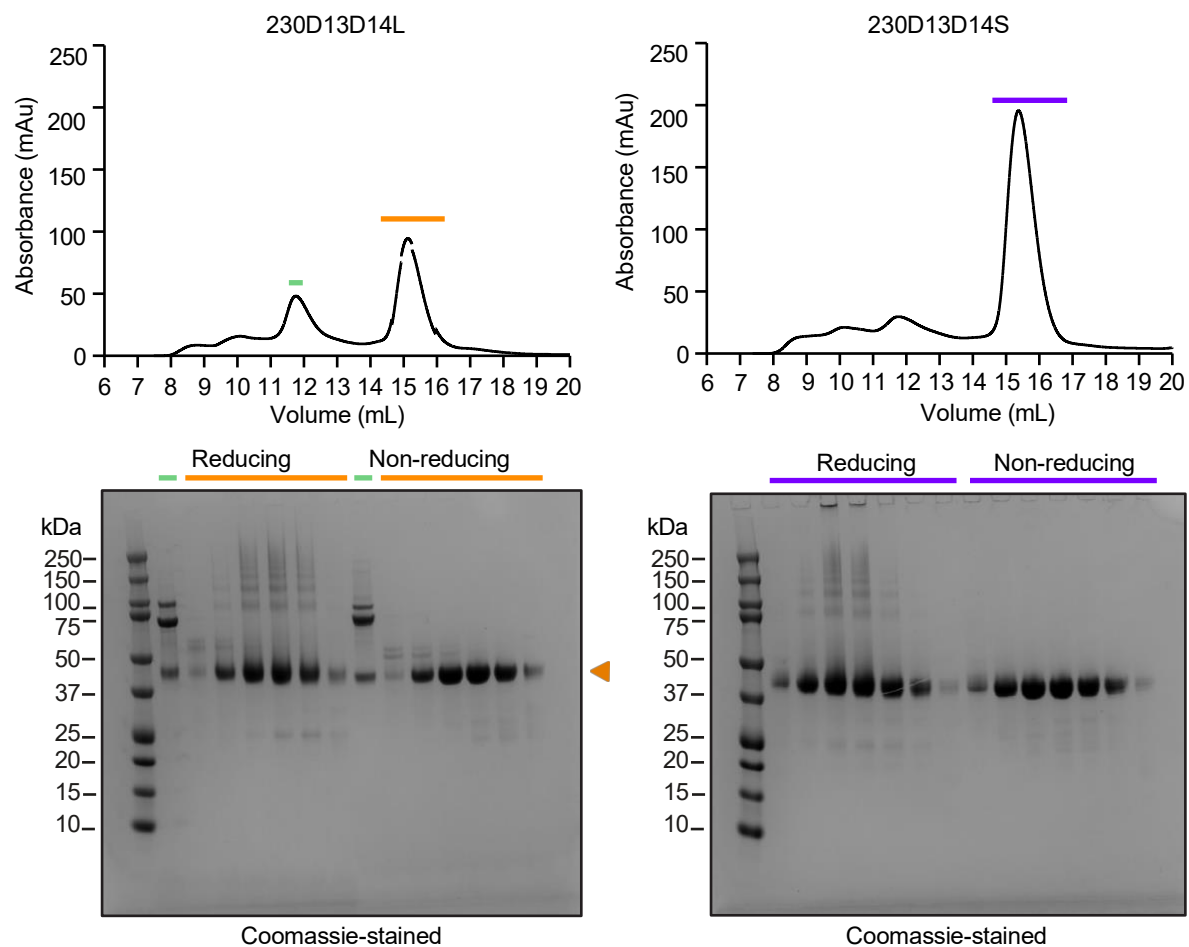 230D13D14L
250
200
150
100
50
0
Absorbance (mAu)
6 7 8 9 10 11 12 13 14 15 16 17 18 19 20
Volume (mL)
230D13D14S
250
200
150
100
50
0
Absorbance (mAu)
6 7 8 9 10 11 12 13 14 15 16 17 18 19 20
Volume (mL)
Reducing Non-reducing
kDa
250
150
100
75
50
37
25
20
15
10
Coomassie-stained
Reducing Non-reducing
kDa
250
150
100
75
50
37
25
20
15
10
Coomassie-stained